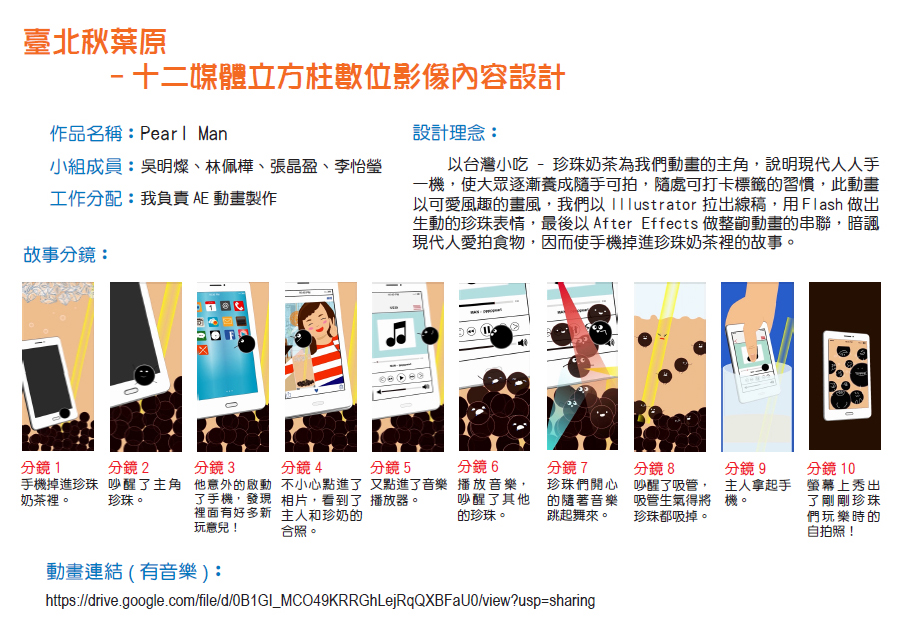 臺北秋葉原
- 十二媒體立方柱數位影像內容設計
作品名稱：Pearl Man
小組成員：吳明燦、林佩樺、張晶盈、李怡瑩
工作分配：我負責 AE 動畫製作
設計理念：
以台灣小吃 - 珍珠奶茶為我們動畫的主角，說明現代人人手
一機，使大眾逐漸養成隨手可拍，隨處可打卡標籤的習慣，此動畫
以可愛風趣的畫風，我們以 Illustrator 拉出線稿，用 Flash 做出
生動的珍珠表情，最後以 After Effects 做整齣動畫的串聯，暗諷
現代人愛拍食物，因而使手機掉進珍珠奶茶裡的故事。
故事分鏡：
分鏡 1
手機掉進珍珠
奶茶裡。
分鏡 2
吵醒了主角
珍珠。
分鏡 3
他意外的啟動
了手機，發現
裡面有好多新
玩意兒！
分鏡 4
不小心點進了
相片，看到了
主人和珍奶的
合照。
分鏡 5
又點進了音樂
播放器。
分鏡 6
播放音樂，
吵醒了其他
的珍珠。
分鏡 7
珍珠們開心
的隨著音樂
跳起舞來。
分鏡 8
吵醒了吸管，
吸管生氣得將
珍珠都吸掉。
分鏡 9
主人拿起手
機。
分鏡 10
螢幕上秀出
了剛剛珍珠
們玩樂時的
自拍照！
動畫連結 ( 有音樂 )：
https://drive.google.com/file/d/0B1GI_MCO49KRRGhLejRqQXBFaU0/view?usp=sharing